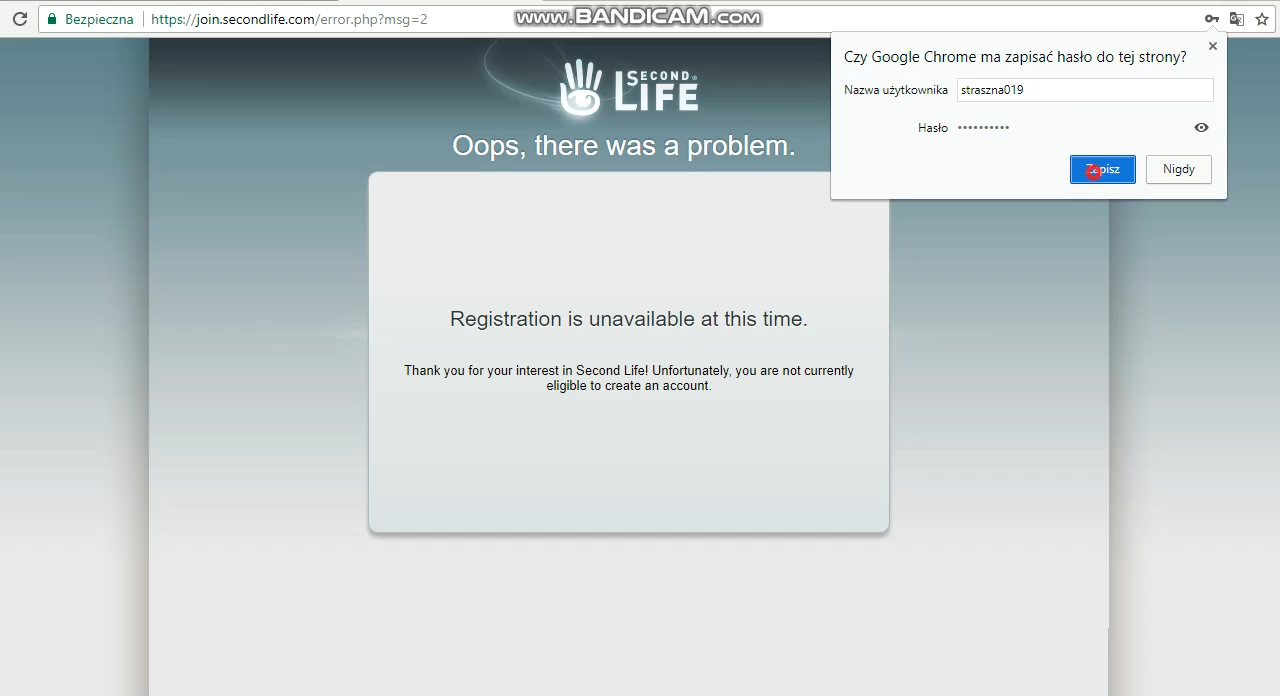 Bezpieczna
https://join.secondlife.com/error.php?msg=2
www.BANDICAM.com
Czy Google Chrome ma zapisać hasło do tej strony?
Nazwa użytkownika straszna019
Hasło ••••••••••
Zapisz Nigdy
SECOND®
LIFE
Oops, there was a problem.
Registration is unavailable at this time.
Thank you for your interest in Second Life! Unfortunately, you are not currently
eligible to create an account.